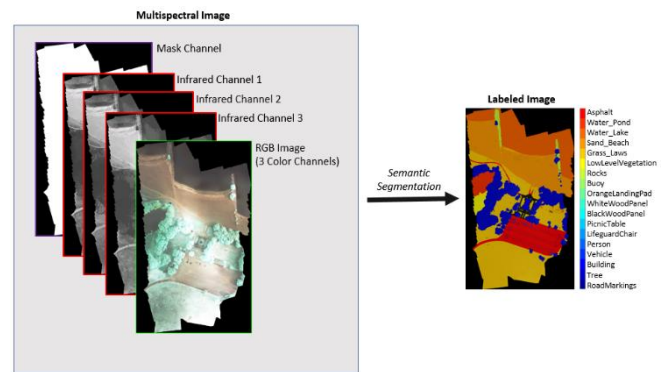 Multispectral Image
Mask Channel
Infrared Channel 1
Infrared Channel 2
Infrared Channel 3
RGB Image
(3 Color Channels)
Semantic
Segmentation
Labeled Image
Asphalt
Water_Pond
Water_Lake
Sand_Beach
Grass_Laws
LowLevelVegetation
Rocks
Buoy
OrangeLandingPad
WhiteWoodPanel
BlackWoodPanel
PicnicTable
LifeguardChair
Person
Vehicle
Building
Tree
RoadMarkings